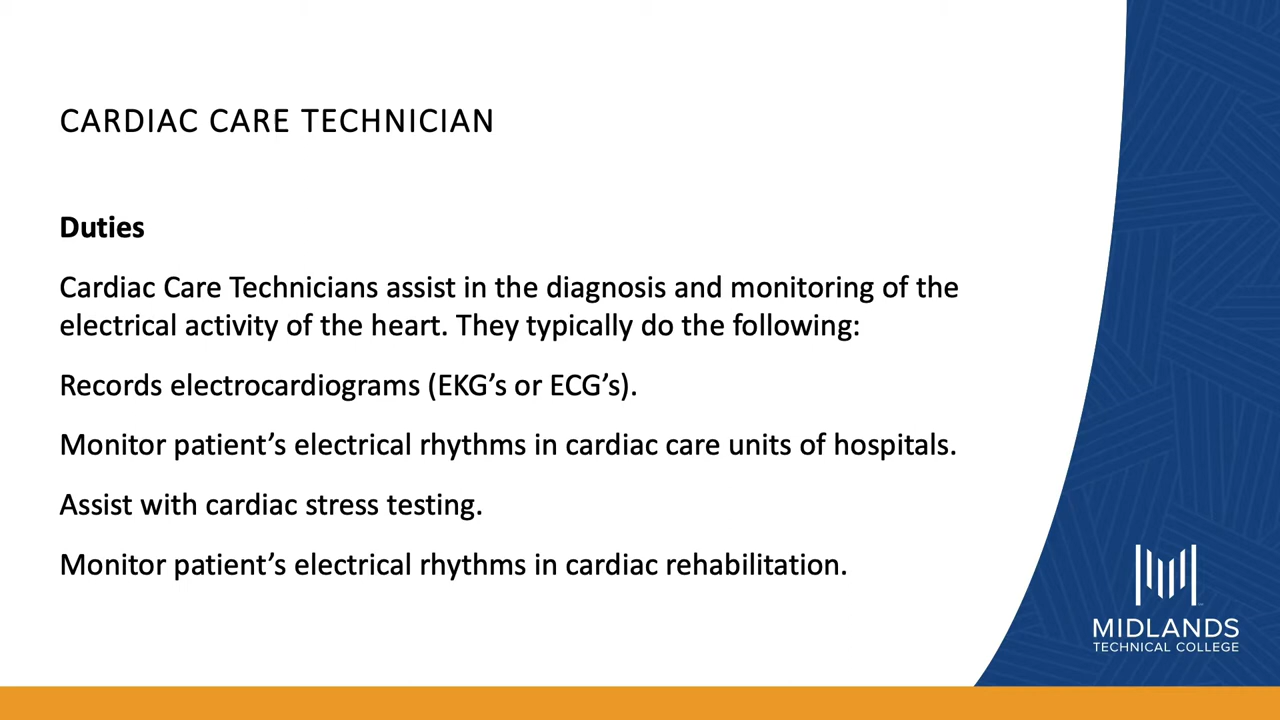 CARDIAC CARE TECHNICIAN
Duties
Cardiac Care Technicians assist in the diagnosis and monitoring of the
electrical activity of the heart. They typically do the following:
Records electrocardiograms (EKG’s or ECG’s).
Monitor patient’s electrical rhythms in cardiac care units of hospitals.
Assist with cardiac stress testing.
Monitor patient’s electrical rhythms in cardiac rehabilitation.
MIDLANDS
TECHNICAL COLLEGE